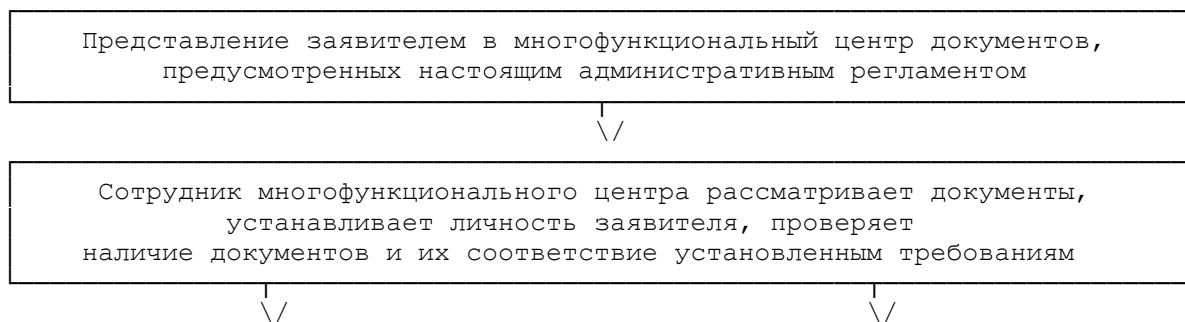 Представление заявителем в многофункциональный центр документов,
предусмотренных настоящим административным регламентом
\/
Сотрудник многофункционального центра рассматривает документы,
устанавливает личность заявителя, проверяет
наличие документов и их соответствие установленным требованиям
\/ \/